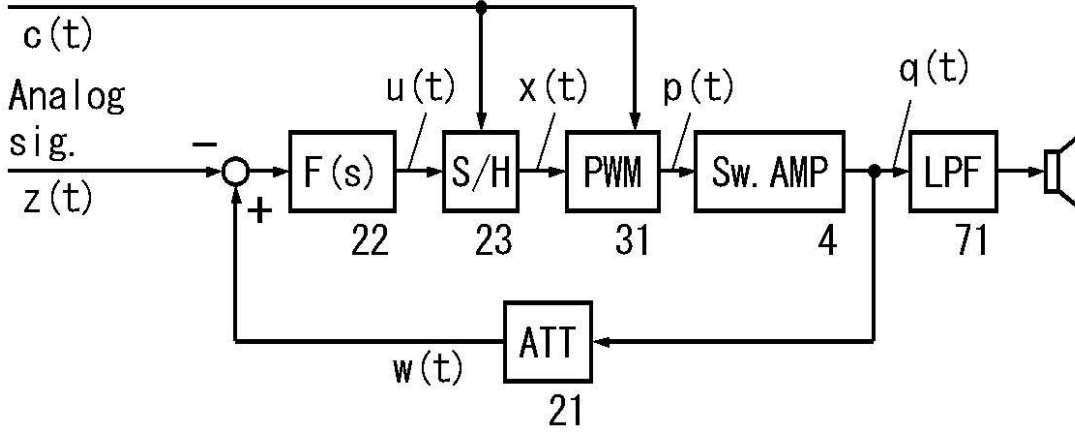 c(t)
Analog
sig.
z(t)
−
+
F(s)
22
u(t)
S/H
23
x(t)
PWM
31
p(t)
Sw. AMP
4
q(t)
LPF
71
w(t)
ATT
21